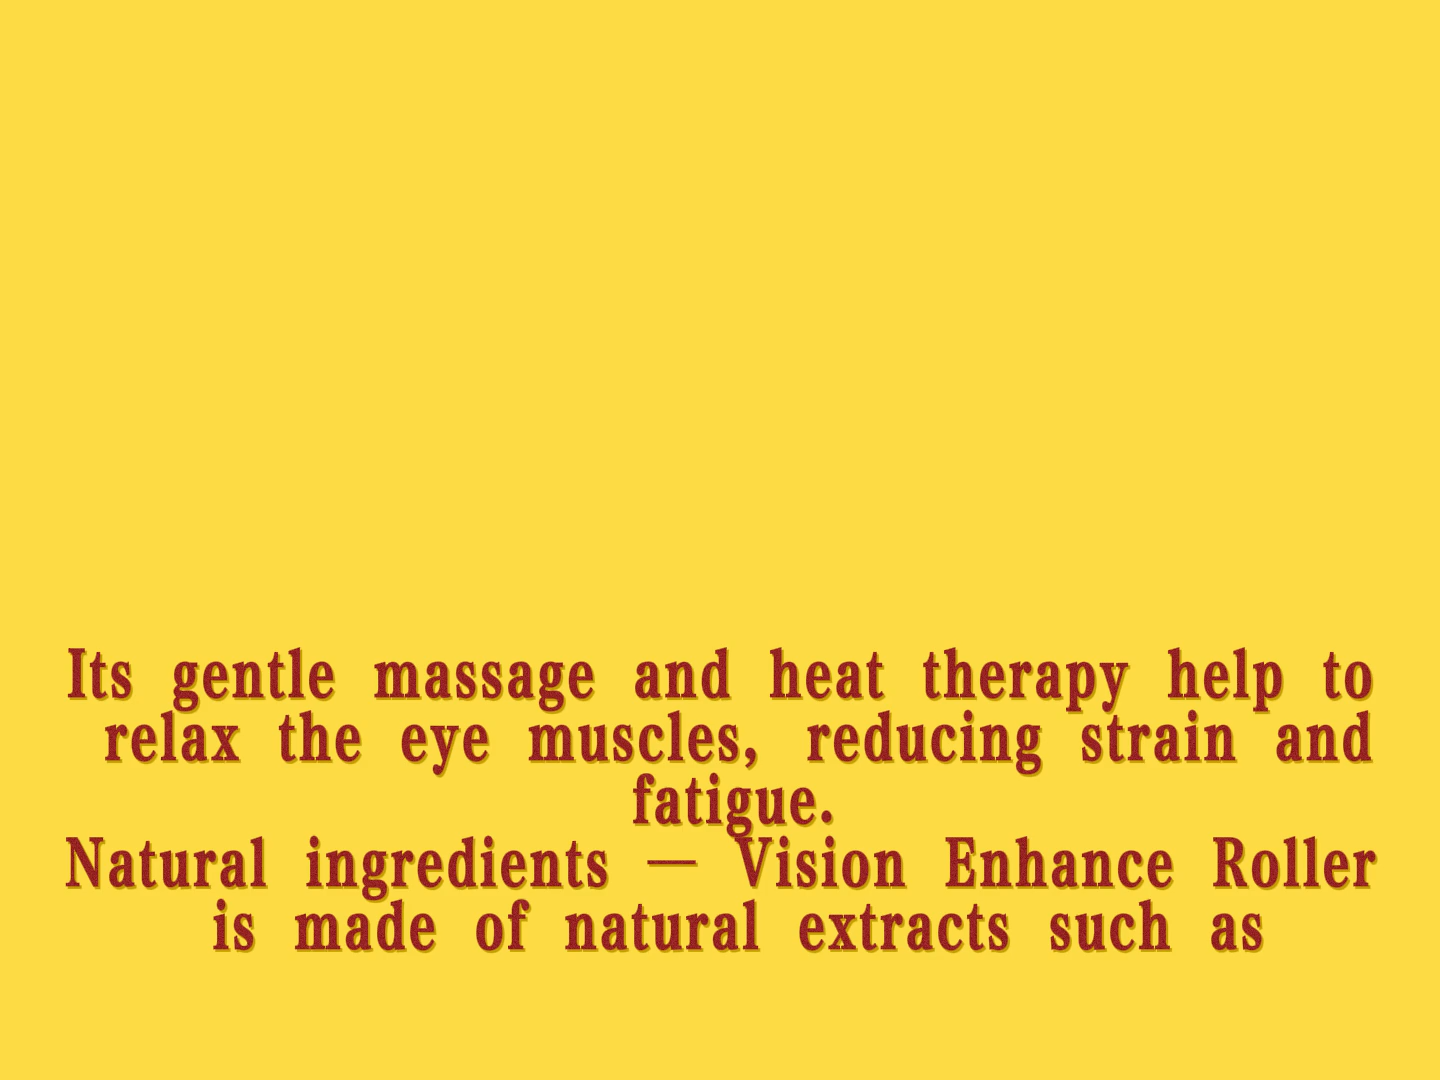 Its gentle massage and heat therapy help to
relax the eye muscles, reducing strain and
fatigue.
Natural ingredients — Vision Enhance Roller
is made of natural extracts such as